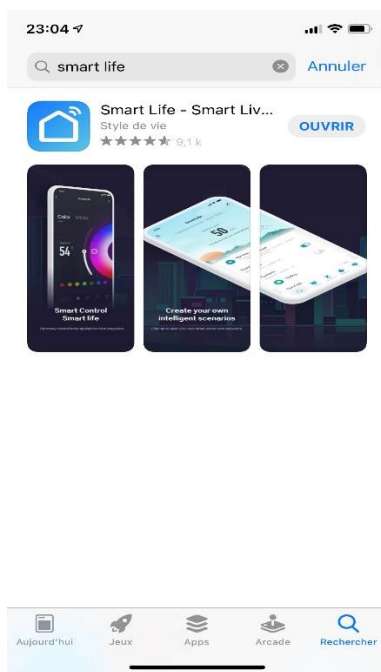 23:04
smart life
Annuler
Smart Life - Smart Liv...
Style de vie
9,1 k
OUVRIR
Color
54°
Smart Control
Smart life
50
Create your own
intelligent scenarios
Aujourd'hui
Jeux
Apps
Arcade
Rechercher